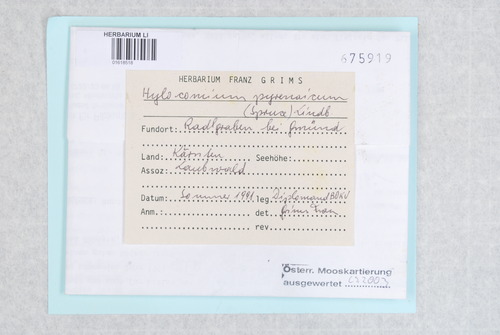 HERBARIUM LI
675919
HERBARIUM FRANZ GRIMS
Hylocomium pyrenaicum
(Spruce) Lindb
Fundort: Radlgraben bei Gmünd
Land: Kärnten Seehöhe:
Assoz: Laubwald
Datum: Sommer 1991 leg.
Anm.: det.
rev.
Österr. Mooskartierung
ausgewertet